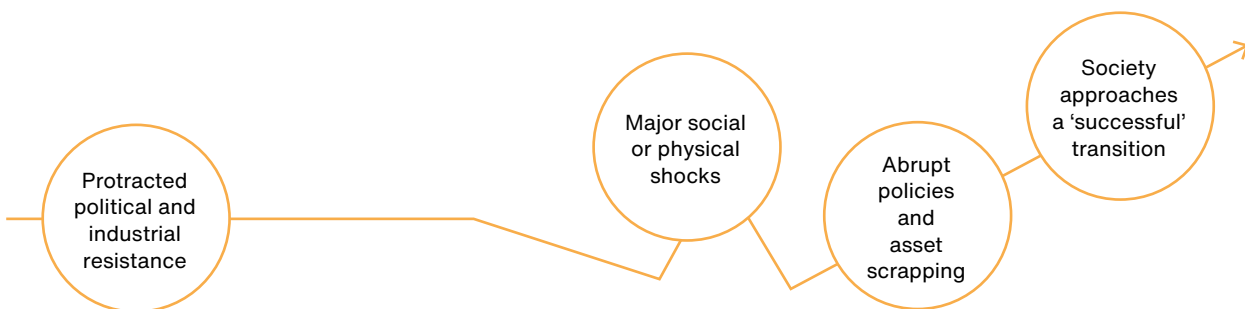 Protracted
political and
industrial
resistance
Major social
or physical
shocks
Abrupt
policies
and
asset
scrapping
Society
approaches
a ‘successful’
transition